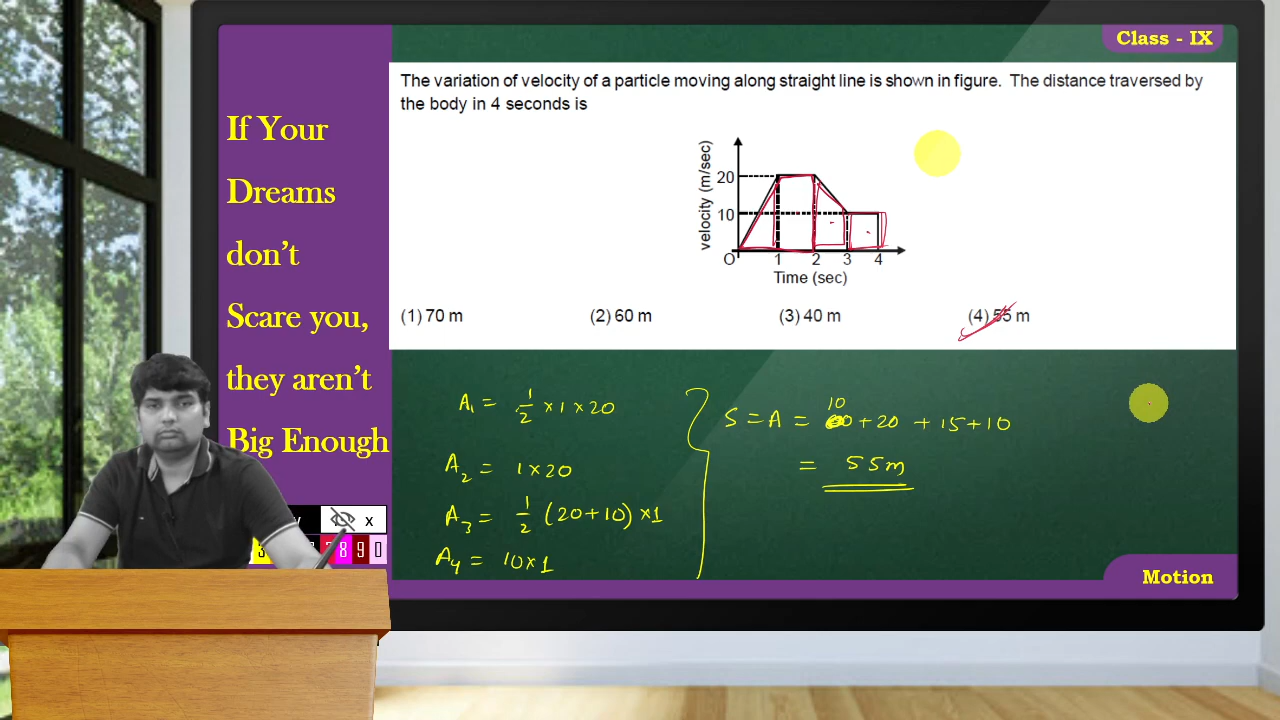 Class - IX
If Your
Dreams
don't
Scare you,
they aren't
Big Enough
The variation of velocity of a particle moving along straight line is shown in figure. The distance traversed by
the body in 4 seconds is
velocity (m/sec)
20
10
O 1 2 3 4
Time (sec)
(1) 70 m (2) 60 m (3) 40 m (4) 55 m
A₁ = 1/2 × 1 × 20
A₂ = 1×20
A₃ = 1/2 (20+10) ×1
A₄ = 10×1
S = A = 10 + 20 + 15 + 10
= 55m
x
8 9 0
Motion